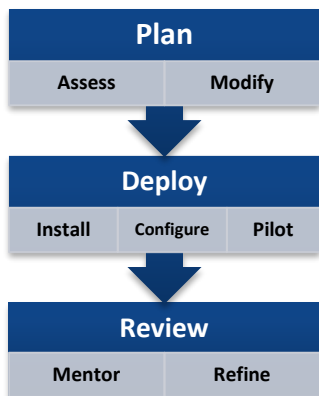 Plan
Assess Modify
Deploy
Install Configure Pilot
Review
Mentor Refine